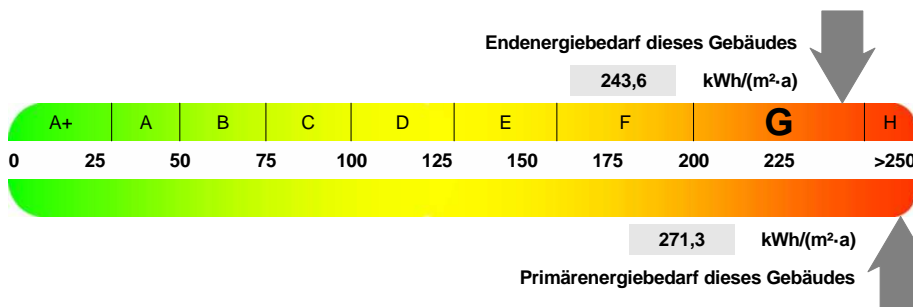 Endenergiebedarf dieses Gebäudes
243,6 kWh/(m²·a)
A+ A B C D E F G H
0 25 50 75 100 125 150 175 200 225 >250
271,3 kWh/(m²·a)
Primärenergiebedarf dieses Gebäudes